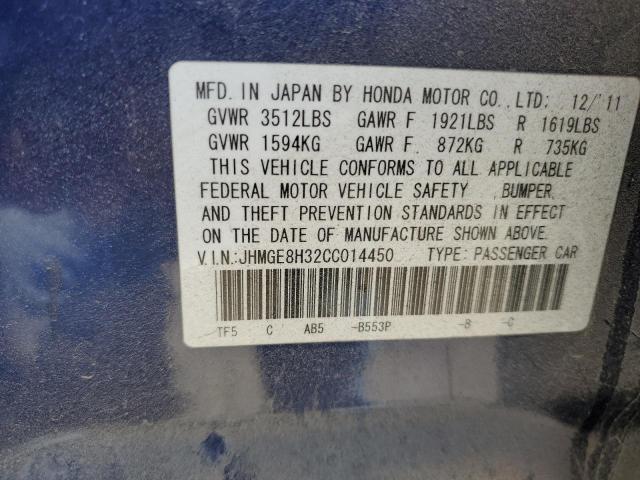 MFD. IN JAPAN BY HONDA MOTOR CO., LTD: 12/'11
GVWR 3512LBS GAWR F 1921LBS R 1619LBS
GVWR 1594KG GAWR F. 872KG R 735KG
THIS VEHICLE CONFORMS TO ALL APPLICABLE
FEDERAL MOTOR VEHICLE SAFETY , BUMPER,
AND THEFT PREVENTION STANDARDS IN EFFECT
ON THE DATE OF MANUFACTURE SHOWN ABOVE.
V.I.N.:JHMGE8H32CC014450 TYPE: PASSENGER CAR
TF5 C AB5 -B553P -B -C